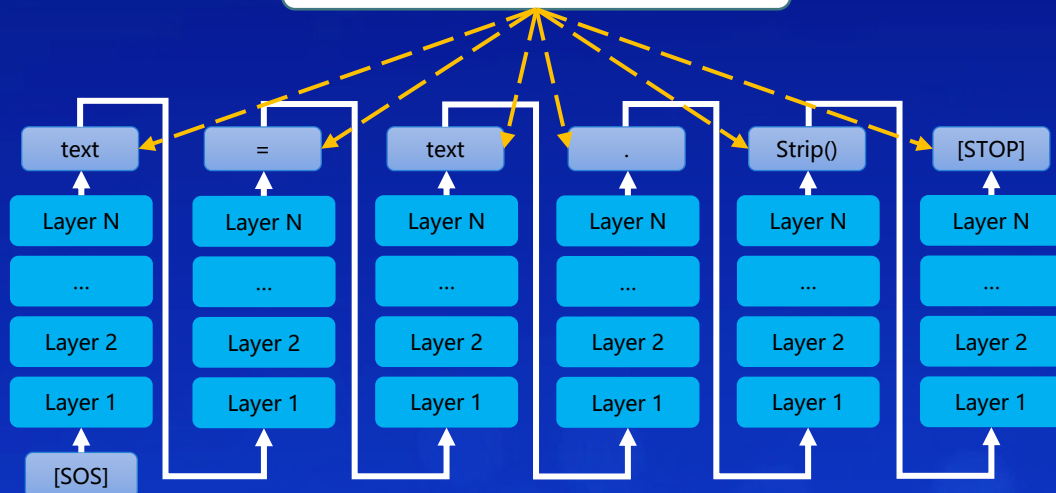 text
=
text
.
Strip()
[STOP]
Layer N
Layer N
Layer N
Layer N
Layer N
Layer N
...
...
...
...
...
...
Layer 2
Layer 2
Layer 2
Layer 2
Layer 2
Layer 2
Layer 1
Layer 1
Layer 1
Layer 1
Layer 1
Layer 1
[SOS]